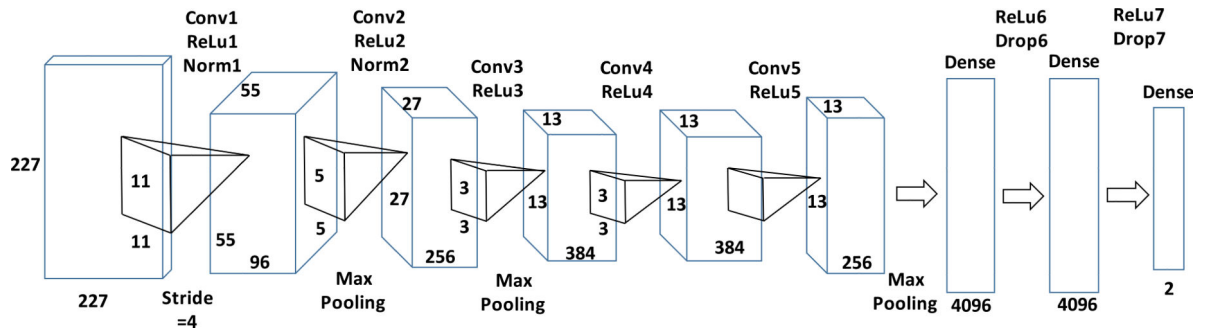 Conv1
ReLu1
Norm1
Conv2
ReLu2
Norm2
Conv3
ReLu3
Conv4
ReLu4
Conv5
ReLu5
ReLu6
Drop6
ReLu7
Drop7
Dense
Dense
Dense
227
11
11
227
Stride
=4
55
55
96
5
5
Max
Pooling
27
27
256
3
3
Max
Pooling
13
13
384
3
3
13
13
384
13
13
256
Max
Pooling
4096
4096
2